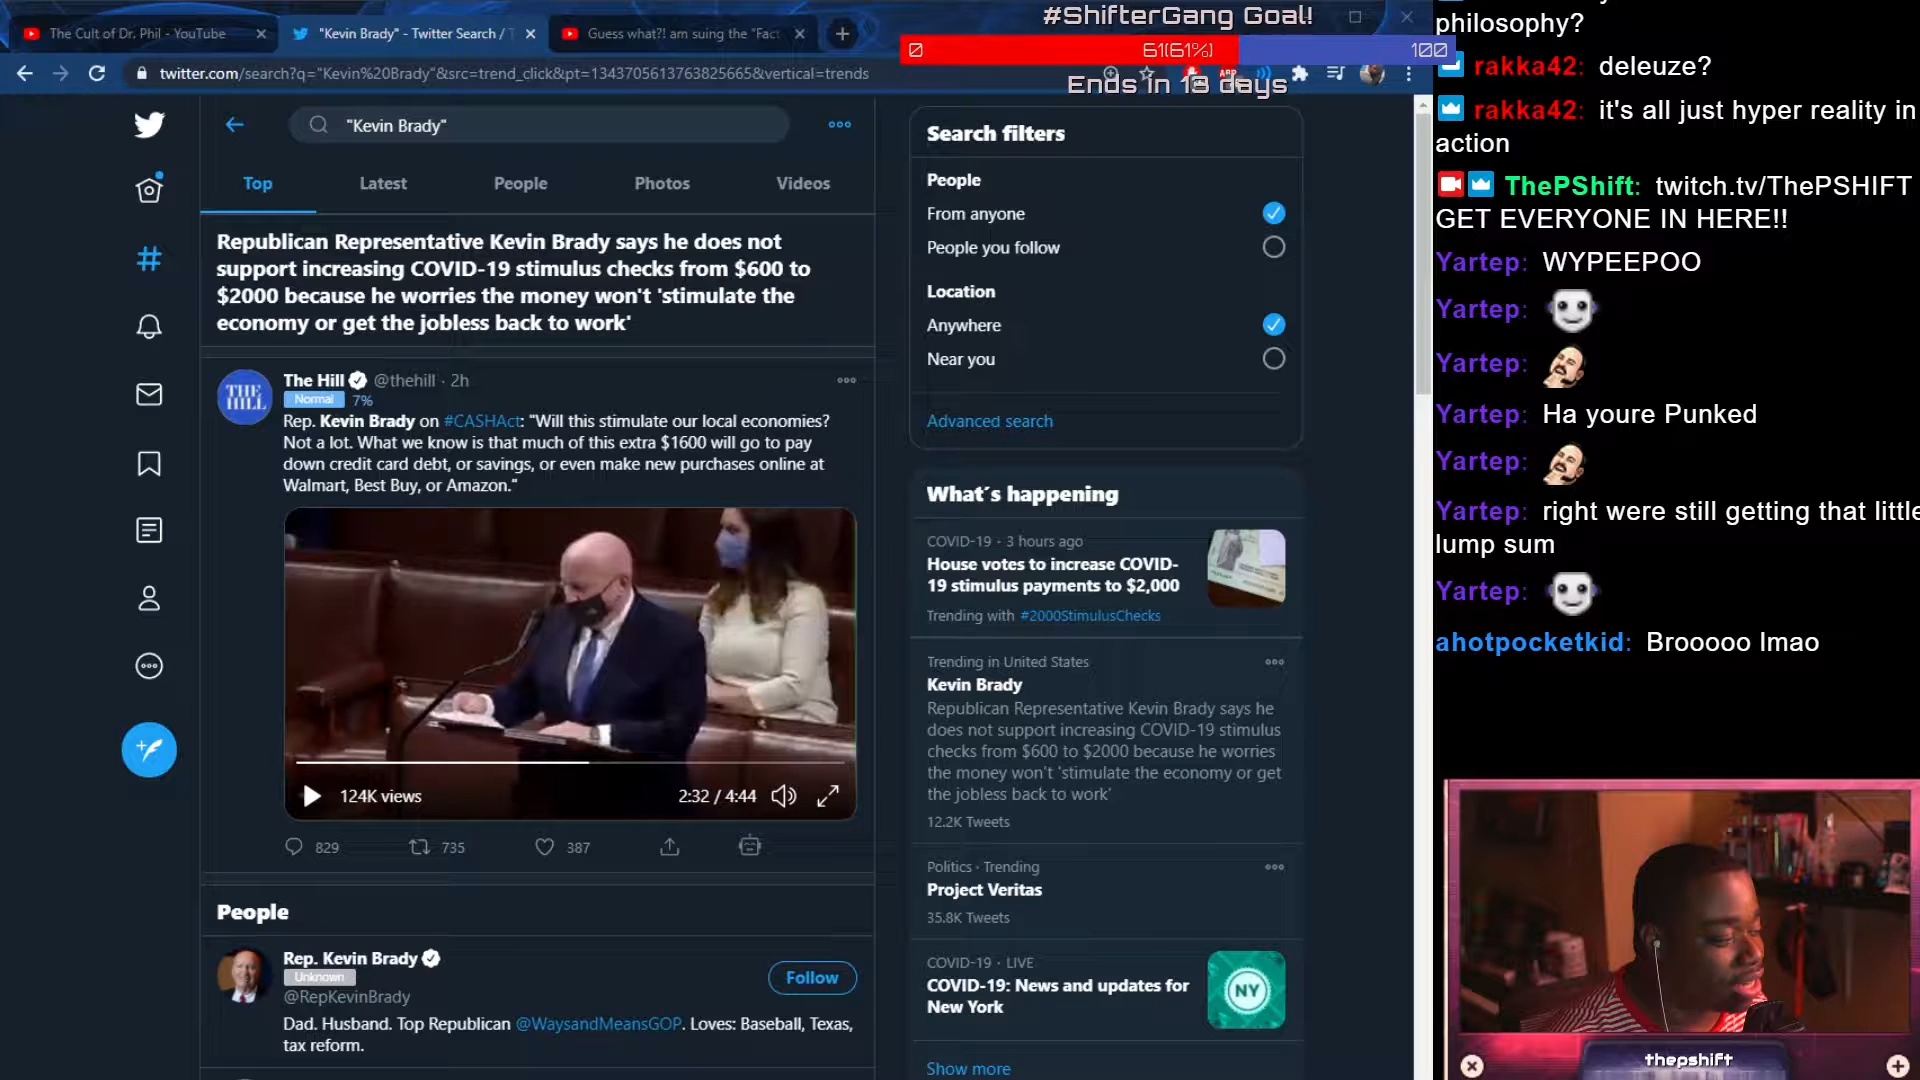 The Cult of Dr. Phil - YouTube
"Kevin Brady" - Twitter Search / T
Guess what?! am suing the "Fact
#ShifterGang Goal!
0 61(61%) 100
Ends in 18 days
twitter.com/search?q="Kevin%20Brady"&src=trend_click&pt=1343705613763825665&vertical=trends
"Kevin Brady"
Top Latest People Photos Videos
Republican Representative Kevin Brady says he does not
support increasing COVID-19 stimulus checks from $600 to
$2000 because he worries the money won't 'stimulate the
economy or get the jobless back to work'
THE
HILL
The Hill @thehill · 2h
Normal 7%
Rep. Kevin Brady on #CASHAct: "Will this stimulate our local economies?
Not a lot. What we know is that much of this extra $1600 will go to pay
down credit card debt, or savings, or even make new purchases online at
Walmart, Best Buy, or Amazon."
124K views 2:32 / 4:44
829 735 387
People
Rep. Kevin Brady
Unknown
@RepKevinBrady
Follow
Dad. Husband. Top Republican @WaysandMeansGOP. Loves: Baseball, Texas,
tax reform.
Search filters
People
From anyone
People you follow
Location
Anywhere
Near you
Advanced search
What's happening
COVID-19 · 3 hours ago
House votes to increase COVID-
19 stimulus payments to $2,000
Trending with #2000StimulusChecks
Trending in United States
Kevin Brady
Republican Representative Kevin Brady says he
does not support increasing COVID-19 stimulus
checks from $600 to $2000 because he worries
the money won't 'stimulate the economy or get
the jobless back to work'
12.2K Tweets
Politics · Trending
Project Veritas
35.8K Tweets
COVID-19 · LIVE
COVID-19: News and updates for
New York
NY
Show more
philosophy?
rakka42: deleuze?
rakka42: it's all just hyper reality in
action
ThePShift: twitch.tv/ThePSHIFT
GET EVERYONE IN HERE!!
Yartep: WYPEEPOO
Yartep:
Yartep:
Yartep: Ha youre Punked
Yartep:
Yartep: right were still getting that little
lump sum
Yartep:
ahotpocketkid: Brooooo lmao
thepshift